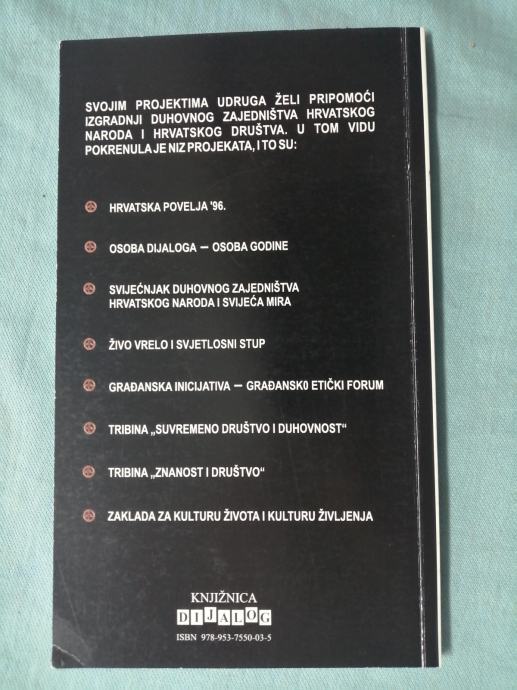 SVOJIM PROJEKTIMA UDRUGA ŽELI PRIPOMOĆI
IZGRADNJI DUHOVNOG ZAJEDNIŠTVA HRVATSKOG
NARODA I HRVATSKOG DRUŠTVA. U TOM VIDU
POKRENULA JE NIZ PROJEKATA, I TO SU:
HRVATSKA POVELJA '96.
OSOBA DIJALOGA – OSOBA GODINE
SVIJEĆNJAK DUHOVNOG ZAJEDNIŠTVA
HRVATSKOG NARODA I SVIJEĆA MIRA
ŽIVO VRELO I SVJETLOSNI STUP
GRAĐANSKA INICIJATIVA – GRAĐANSK0 ETIČKI FORUM
TRIBINA „SUVREMENO DRUŠTVO I DUHOVNOST“
TRIBINA „ZNANOST I DRUŠTVO“
ZAKLADA ZA KULTURU ŽIVOTA I KULTURU ŽIVLJENJA
KNJIŽNICA
DIJALOG
ISBN 978-953-7550-03-5